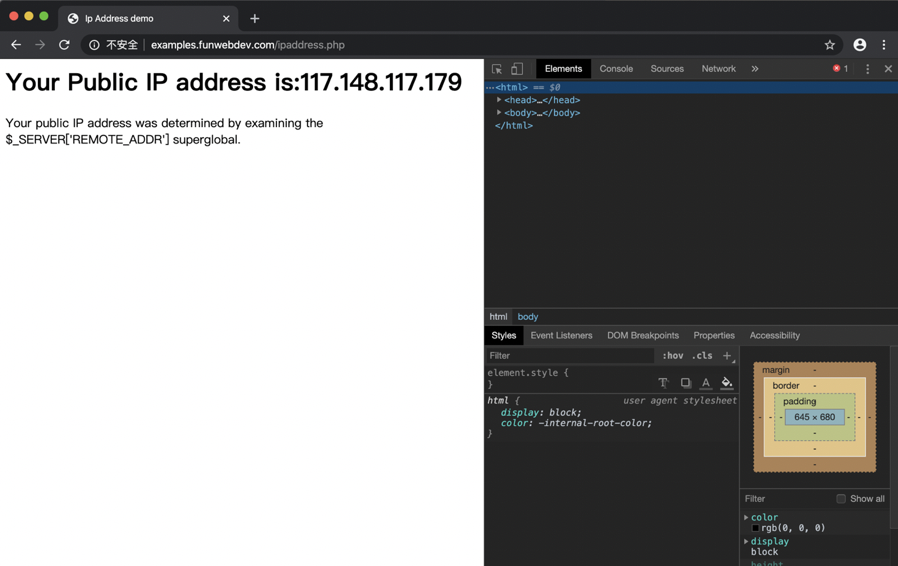 Ip Address demo
不安全 examples.funwebdev.com/ipaddress.php
Your Public IP address is:117.148.117.179
Your public IP address was determined by examining the
$_SERVER['REMOTE_ADDR'] superglobal.
Elements Console Sources Network » 1
…<html> == $0
<head>…</head>
<body>…</body>
</html>
html body
Styles Event Listeners DOM Breakpoints Properties Accessibility
Filter :hov .cls +
element.style {
}
html { user agent stylesheet
display: block;
color: -internal-root-color;
}
margin -
border -
padding -
- - - 645 × 680 - - -
-
-
-
Filter Show all
color
rgb(0, 0, 0)
display
block
height